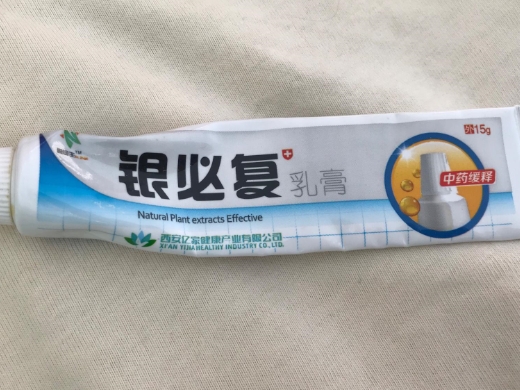 银必复 乳膏
Natural Plant extracts Effective
西安亿家健康产业有限公司
XI'AN YIJIA HEALTHY INDUSTRY CO., LTD.
15g
中药缓释